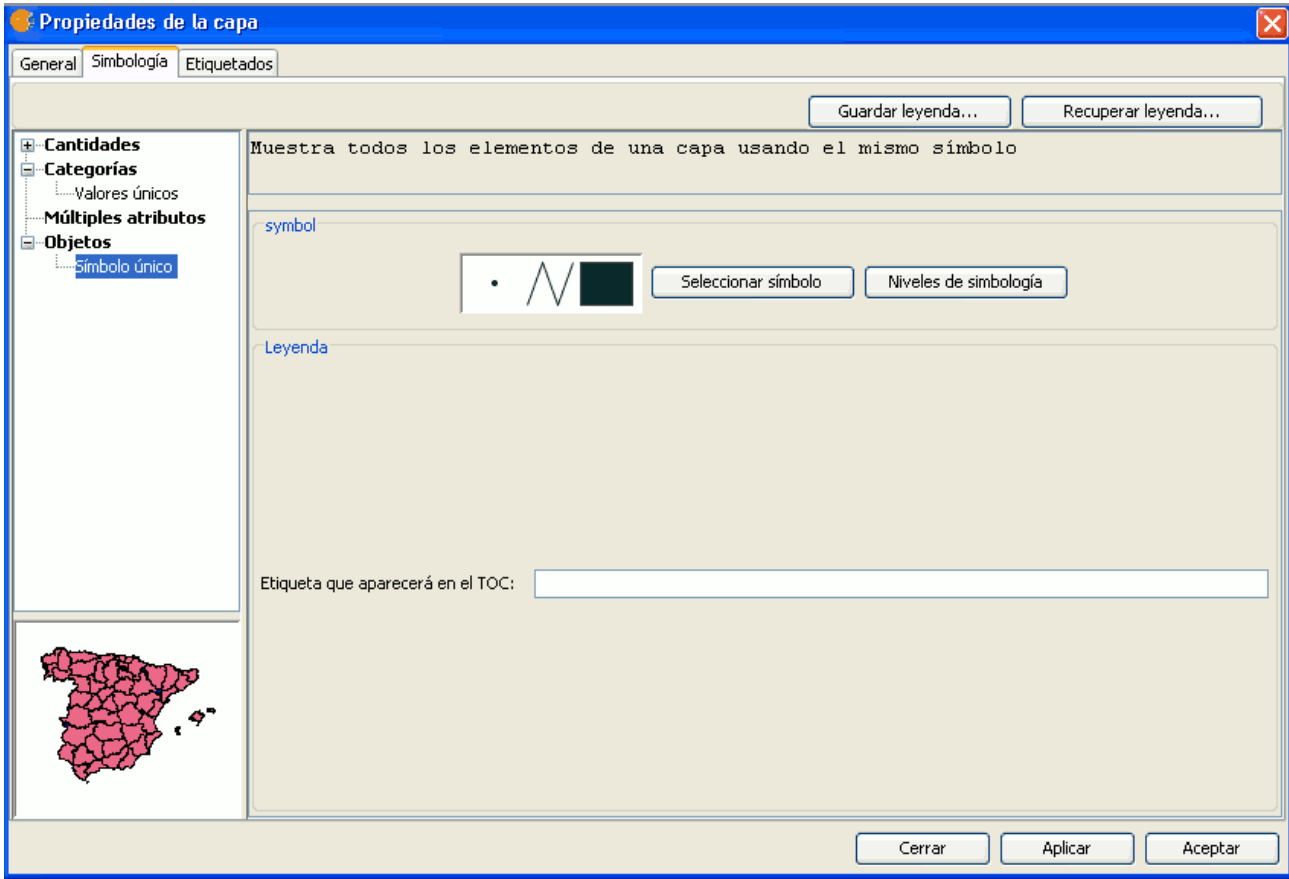 Propiedades de la capa
General Simbología Etiquetados
Guardar leyenda... Recuperar leyenda...
Cantidades
Categorías
Valores únicos
Múltiples atributos
Objetos
Símbolo único
Muestra todos los elementos de una capa usando el mismo símbolo
symbol
Seleccionar símbolo Niveles de simbología
Leyenda
Etiqueta que aparecerá en el TOC:
Cerrar Aplicar Aceptar